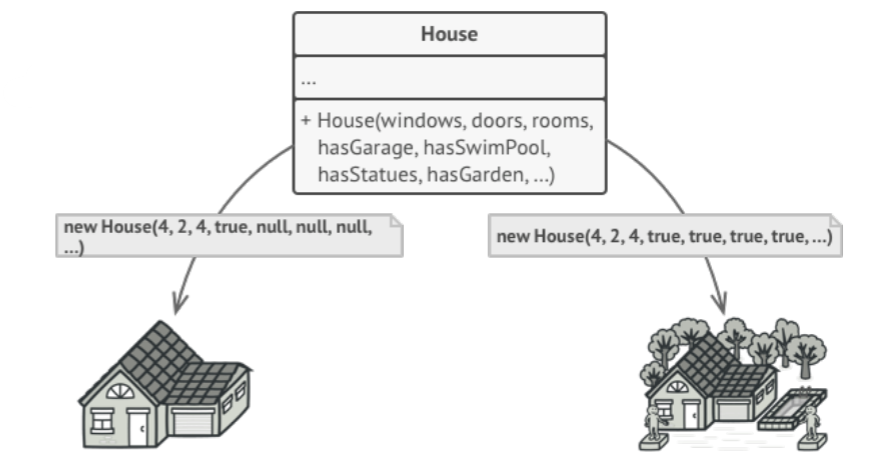 House
...
+ House(windows, doors, rooms,
hasGarage, hasSwimPool,
hasStatues, hasGarden, ...)
new House(4, 2, 4, true, null, null, null,
...)
new House(4, 2, 4, true, true, true, true, ...)